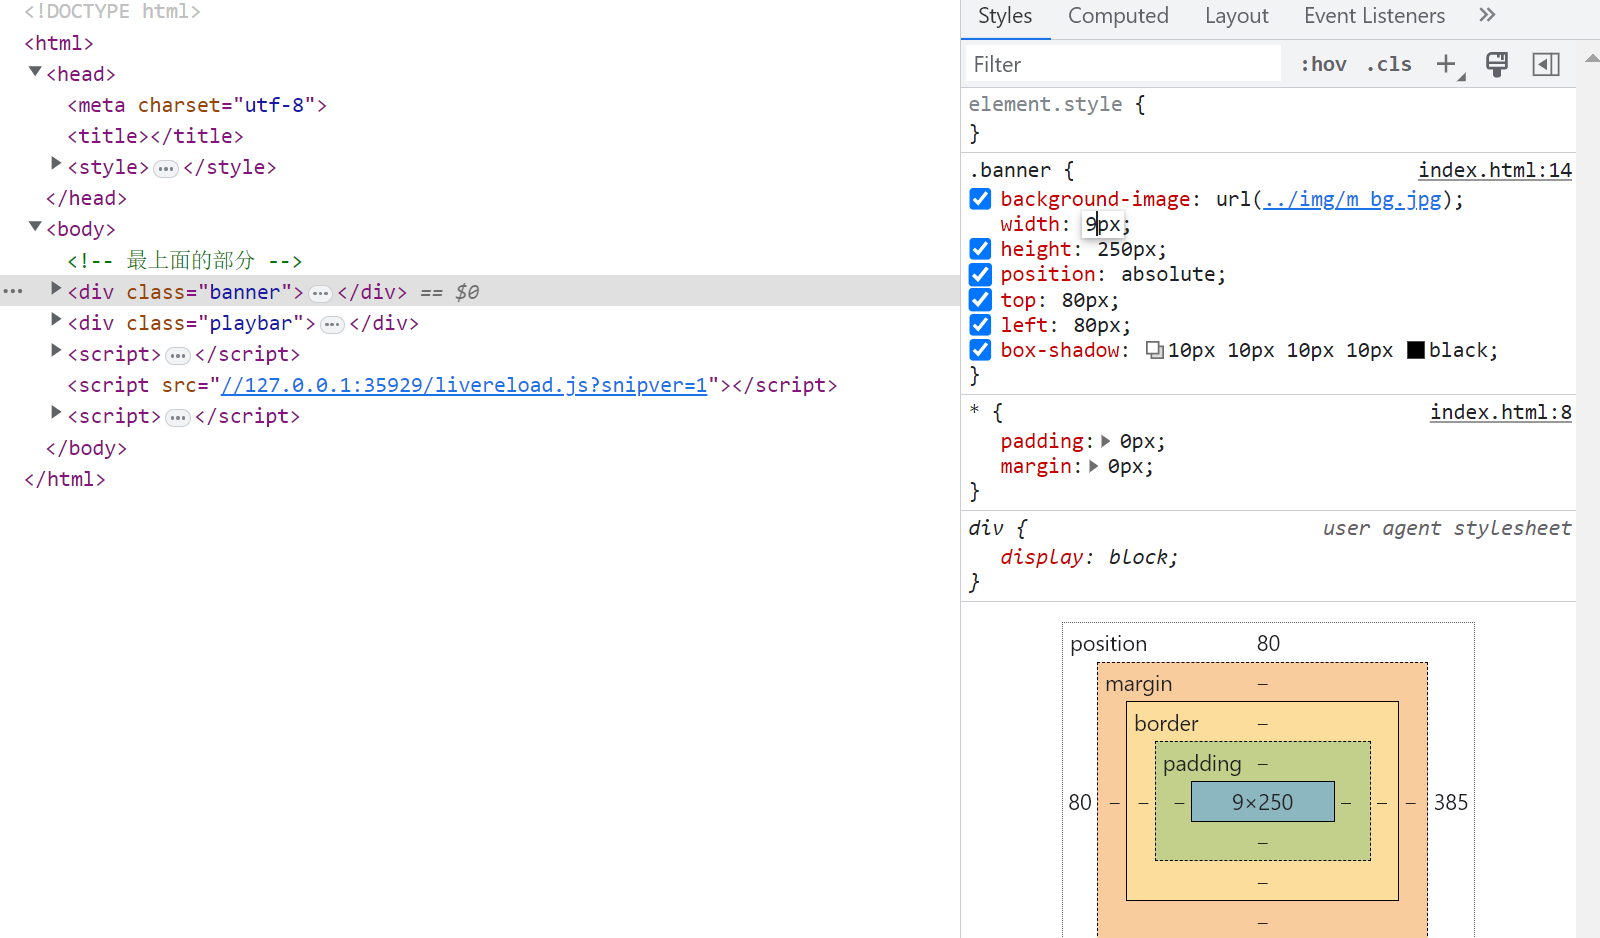 <!DOCTYPE html>
<html>
<head>
<meta charset="utf-8">
<title></title>
<style>…</style>
</head>
<body>
<!-- 最上面的部分 -->
<div class="banner">…</div> == $0
<div class="playbar">…</div>
<script>…</script>
<script src="//127.0.0.1:35929/livereload.js?snipver=1"></script>
<script>…</script>
</body>
</html>
Styles Computed Layout Event Listeners »
Filter :hov .cls +
element.style {
}
.banner { index.html:14
background-image: url(../img/m_bg.jpg);
width: 9px;
height: 250px;
position: absolute;
top: 80px;
left: 80px;
box-shadow: 10px 10px 10px 10px black;
}
* { index.html:8
padding: 0px;
margin: 0px;
}
div { user agent stylesheet
display: block;
}
position 80
margin –
border –
padding –
80 – – – 9×250 – – – 385
–
–
–